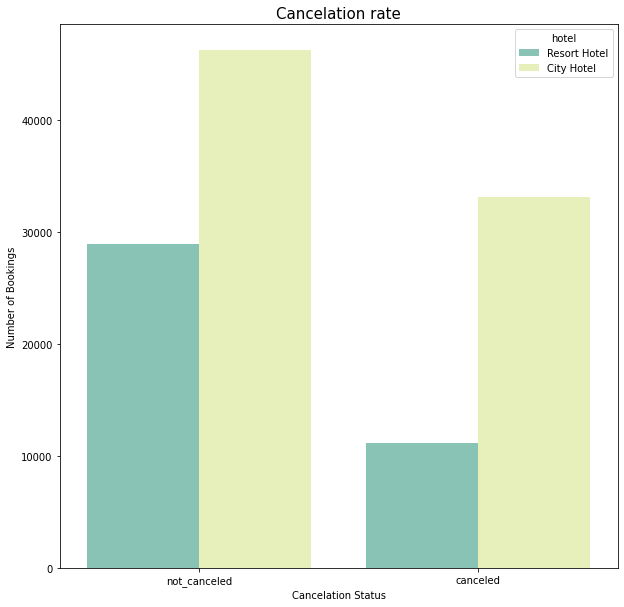 Cancelation rate
hotel
Resort Hotel
City Hotel
Number of Bookings
40000
30000
20000
10000
0
not_canceled
canceled
Cancelation Status